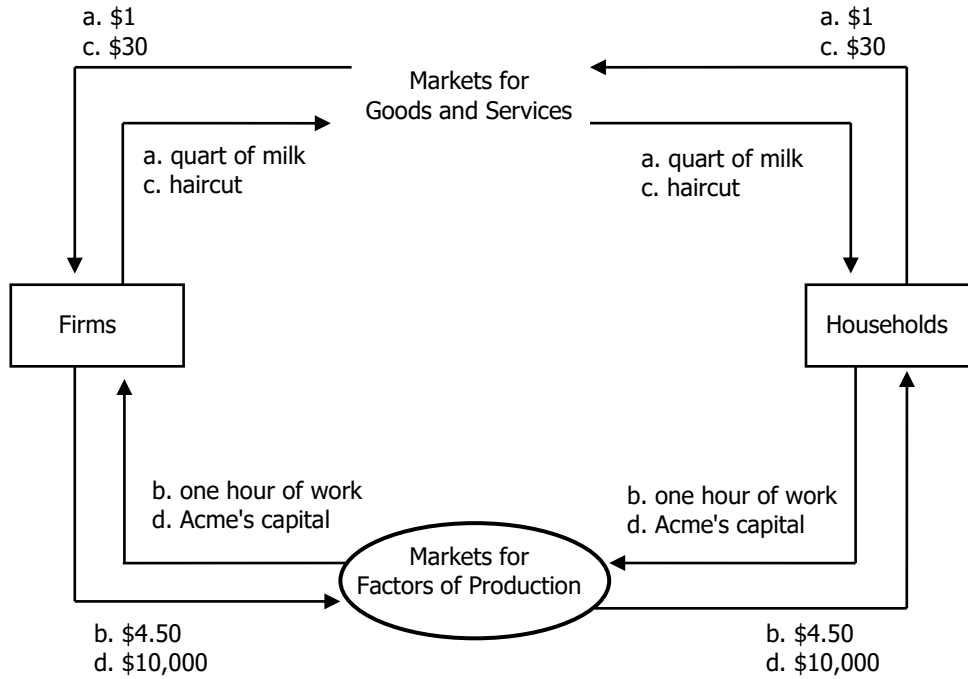 a. $1
c. $30
a. $1
c. $30
Markets for
Goods and Services
a. quart of milk
c. haircut
a. quart of milk
c. haircut
Firms
Households
b. one hour of work
d. Acme's capital
b. one hour of work
d. Acme's capital
Markets for
Factors of Production
b. $4.50
d. $10,000
b. $4.50
d. $10,000